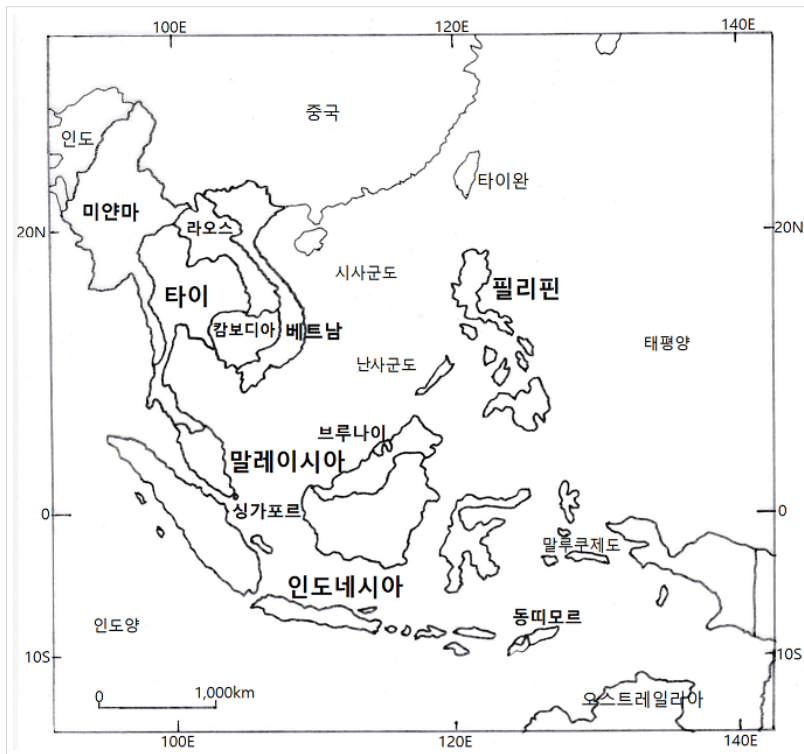 100E
120E
140E
중국
인도
타이완
미얀마
라오스
20N
20N
시사군도
필리핀
타이
캄보디아
베트남
태평양
난사군도
브루나이
말레이시아
싱가포르
0
0
말루쿠제도
인도네시아
동띠모르
인도양
10S
10S
0
1,000km
오스트레일리아
100E
120E
140E